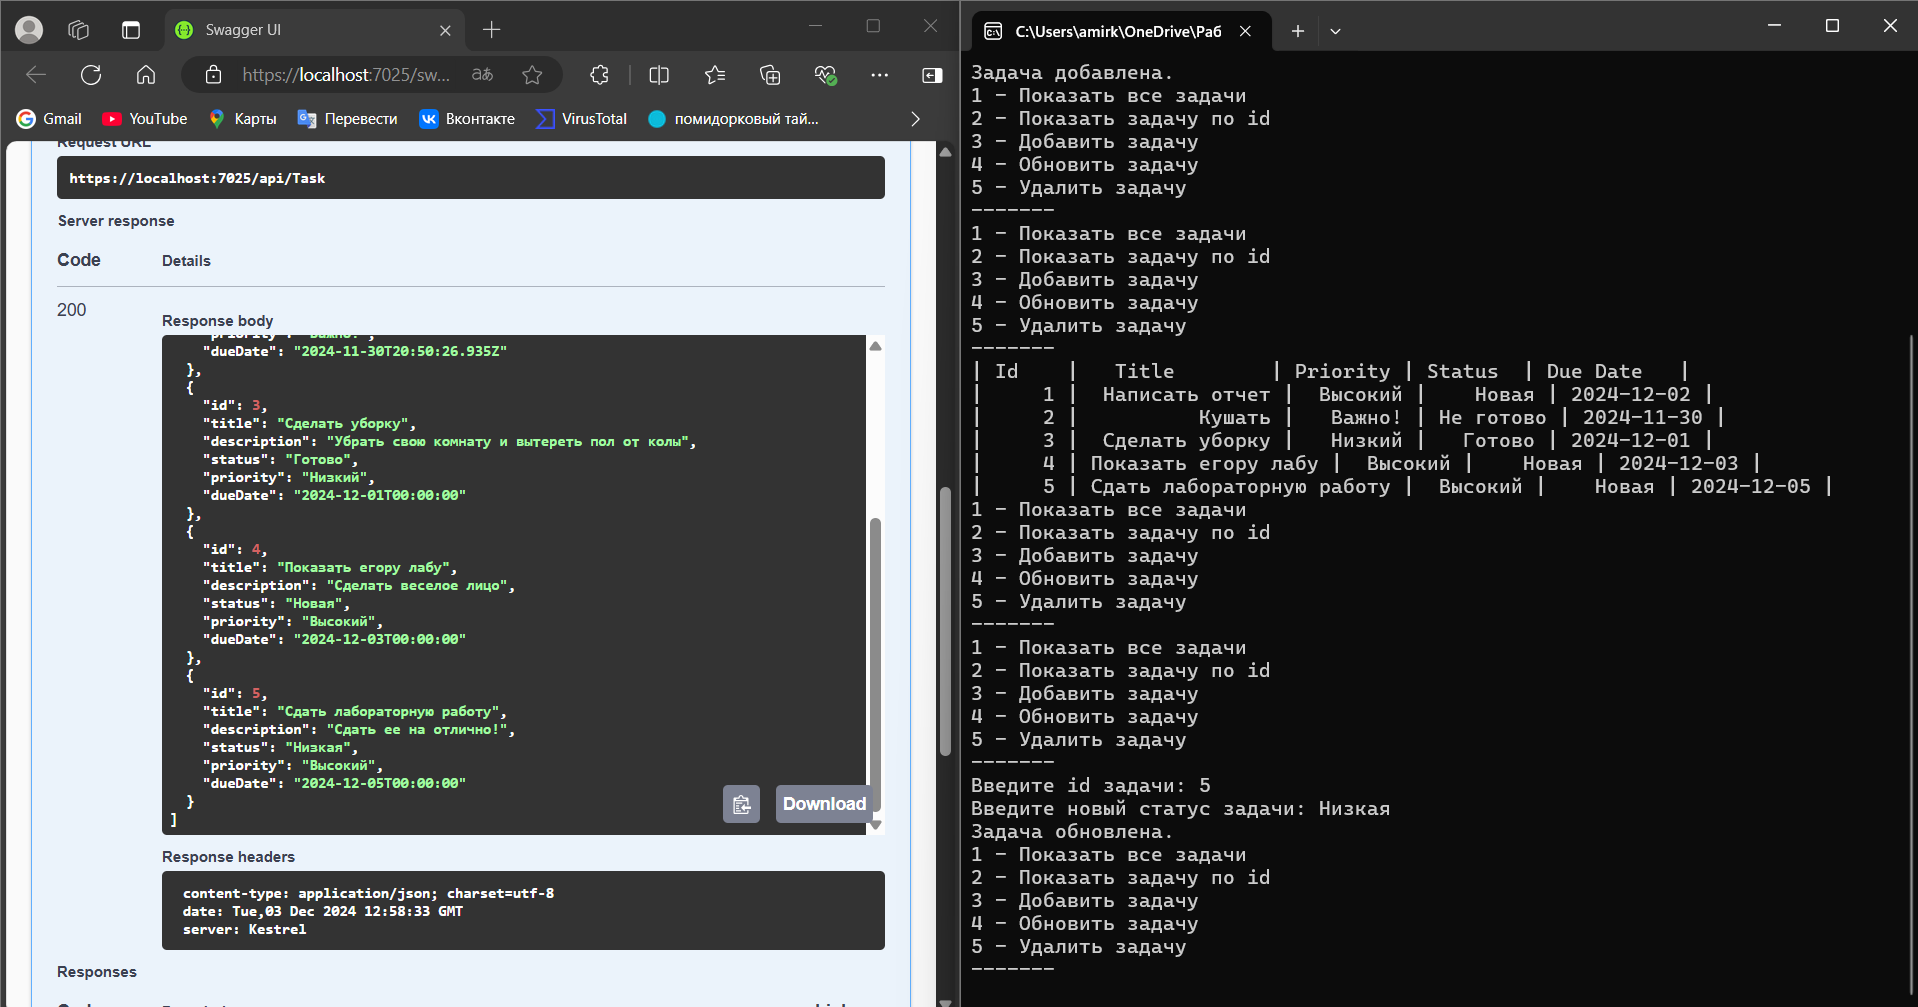 Swagger UI
https://localhost:7025/sw...
Gmail
YouTube
Карты
Перевести
Вконтакте
VirusTotal
помидорковый тай...
Request URL
https://localhost:7025/api/Task
Server response
Code Details
200
Response body
"priority": "Важно!",
"dueDate": "2024-11-30T20:50:26.935Z"
},
{
"id": 3,
"title": "Сделать уборку",
"description": "Убрать свою комнату и вытереть пол от колы",
"status": "Готово",
"priority": "Низкий",
"dueDate": "2024-12-01T00:00:00"
},
{
"id": 4,
"title": "Показать егору лабу",
"description": "Сделать веселое лицо",
"status": "Новая",
"priority": "Высокий",
"dueDate": "2024-12-03T00:00:00"
},
{
"id": 5,
"title": "Сдать лабораторную работу",
"description": "Сдать ее на отлично!",
"status": "Низкая",
"priority": "Высокий",
"dueDate": "2024-12-05T00:00:00"
}
]
Download
Response headers
content-type: application/json; charset=utf-8
date: Tue,03 Dec 2024 12:58:33 GMT
server: Kestrel
Responses
C:\Users\amirk\OneDrive\Раб
Задача добавлена.
1 - Показать все задачи
2 - Показать задачу по id
3 - Добавить задачу
4 - Обновить задачу
5 - Удалить задачу
-------
1 - Показать все задачи
2 - Показать задачу по id
3 - Добавить задачу
4 - Обновить задачу
5 - Удалить задачу
-------
| Id | Title | Priority | Status | Due Date |
| 1 | Написать отчет | Высокий | Новая | 2024-12-02 |
| 2 | Кушать | Важно! | Не готово | 2024-11-30 |
| 3 | Сделать уборку | Низкий | Готово | 2024-12-01 |
| 4 | Показать егору лабу | Высокий | Новая | 2024-12-03 |
| 5 | Сдать лабораторную работу | Высокий | Новая | 2024-12-05 |
1 - Показать все задачи
2 - Показать задачу по id
3 - Добавить задачу
4 - Обновить задачу
5 - Удалить задачу
-------
1 - Показать все задачи
2 - Показать задачу по id
3 - Добавить задачу
4 - Обновить задачу
5 - Удалить задачу
-------
Введите id задачи: 5
Введите новый статус задачи: Низкая
Задача обновлена.
1 - Показать все задачи
2 - Показать задачу по id
3 - Добавить задачу
4 - Обновить задачу
5 - Удалить задачу
-------